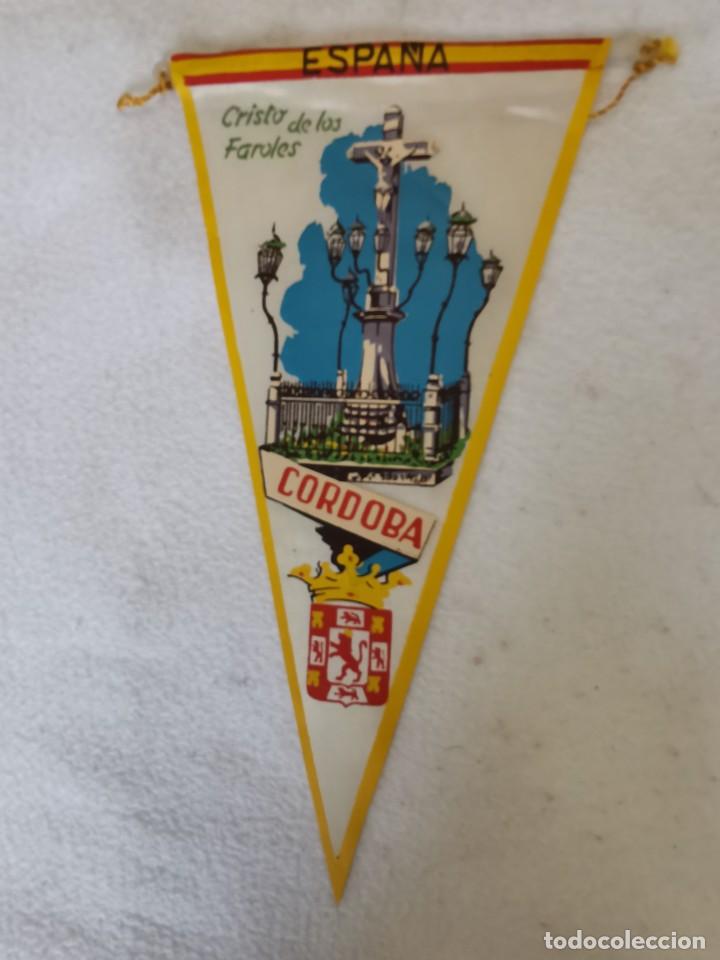 ESPAÑA
Cristo de los
Faroles
CORDOBA
todocoleccion